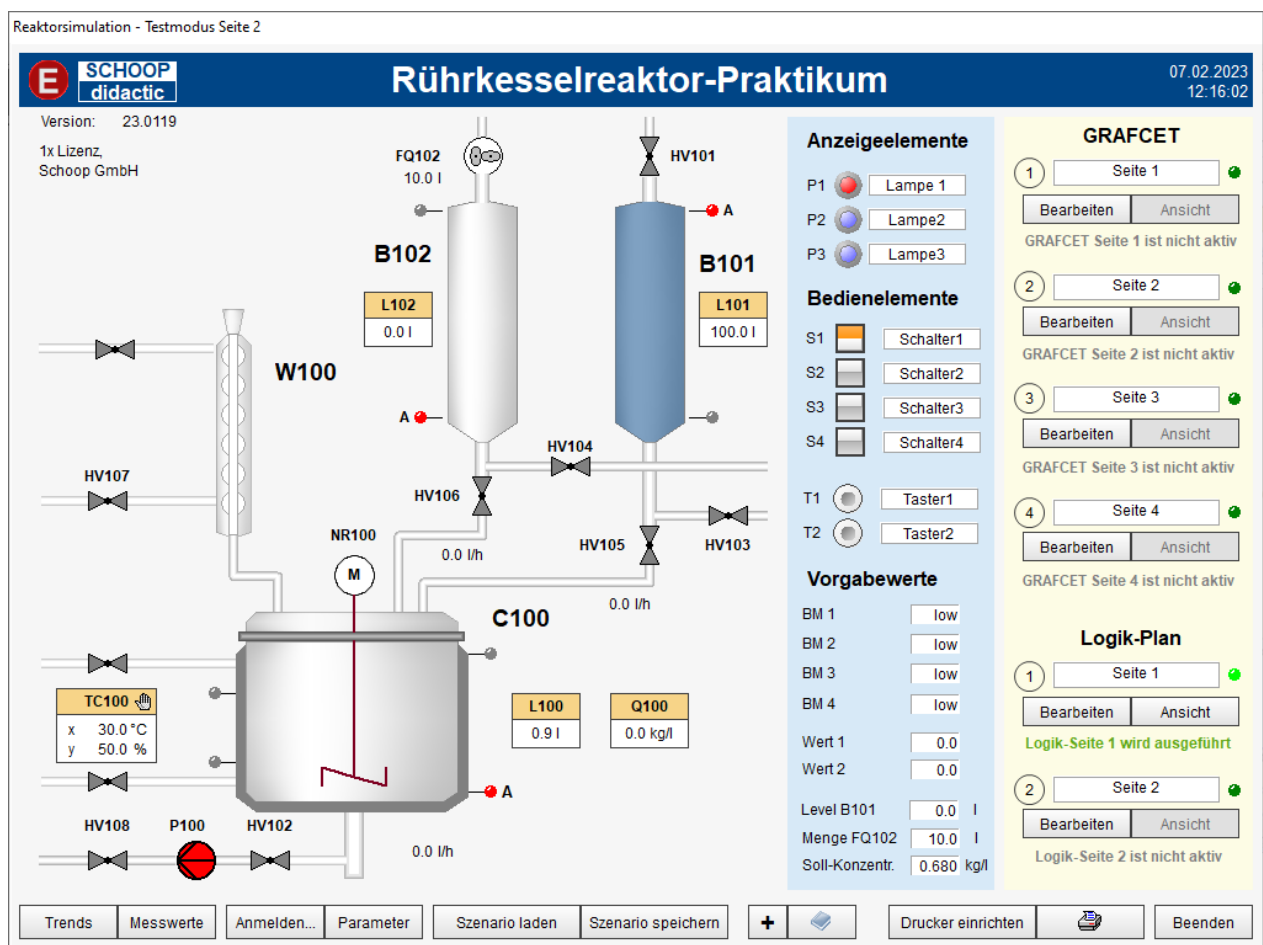 Reaktorsimulation - Testmodus Seite 2
E SCHOOP didactic
Rührkesselreaktor-Praktikum
07.02.2023
12:16:02
Version: 23.0119
1x Lizenz,
Schoop GmbH
FQ102
10.0 l
HV101
A
B102
B101
L102
0.0 l
L101
100.0 l
W100
A
HV104
HV107
HV106
NR100
M
0.0 l/h
HV105
HV103
0.0 l/h
C100
TC100
x 30.0 °C
y 50.0 %
L100
0.9 l
Q100
0.0 kg/l
A
HV108
P100
HV102
0.0 l/h
Anzeigeelemente
P1 Lampe 1
P2 Lampe2
P3 Lampe3
Bedienelemente
S1 Schalter1
S2 Schalter2
S3 Schalter3
S4 Schalter4
T1 Taster1
T2 Taster2
Vorgabewerte
BM 1 low
BM 2 low
BM 3 low
BM 4 low
Wert 1 0.0
Wert 2 0.0
Level B101 0.0 l
Menge FQ102 10.0 l
Soll-Konzentr. 0.680 kg/l
GRAFCET
1 Seite 1
Bearbeiten Ansicht
GRAFCET Seite 1 ist nicht aktiv
2 Seite 2
Bearbeiten Ansicht
GRAFCET Seite 2 ist nicht aktiv
3 Seite 3
Bearbeiten Ansicht
GRAFCET Seite 3 ist nicht aktiv
4 Seite 4
Bearbeiten Ansicht
GRAFCET Seite 4 ist nicht aktiv
Logik-Plan
1 Seite 1
Bearbeiten Ansicht
Logik-Seite 1 wird ausgeführt
2 Seite 2
Bearbeiten Ansicht
Logik-Seite 2 ist nicht aktiv
Trends Messwerte Anmelden... Parameter Szenario laden Szenario speichern + Drucker einrichten Beenden